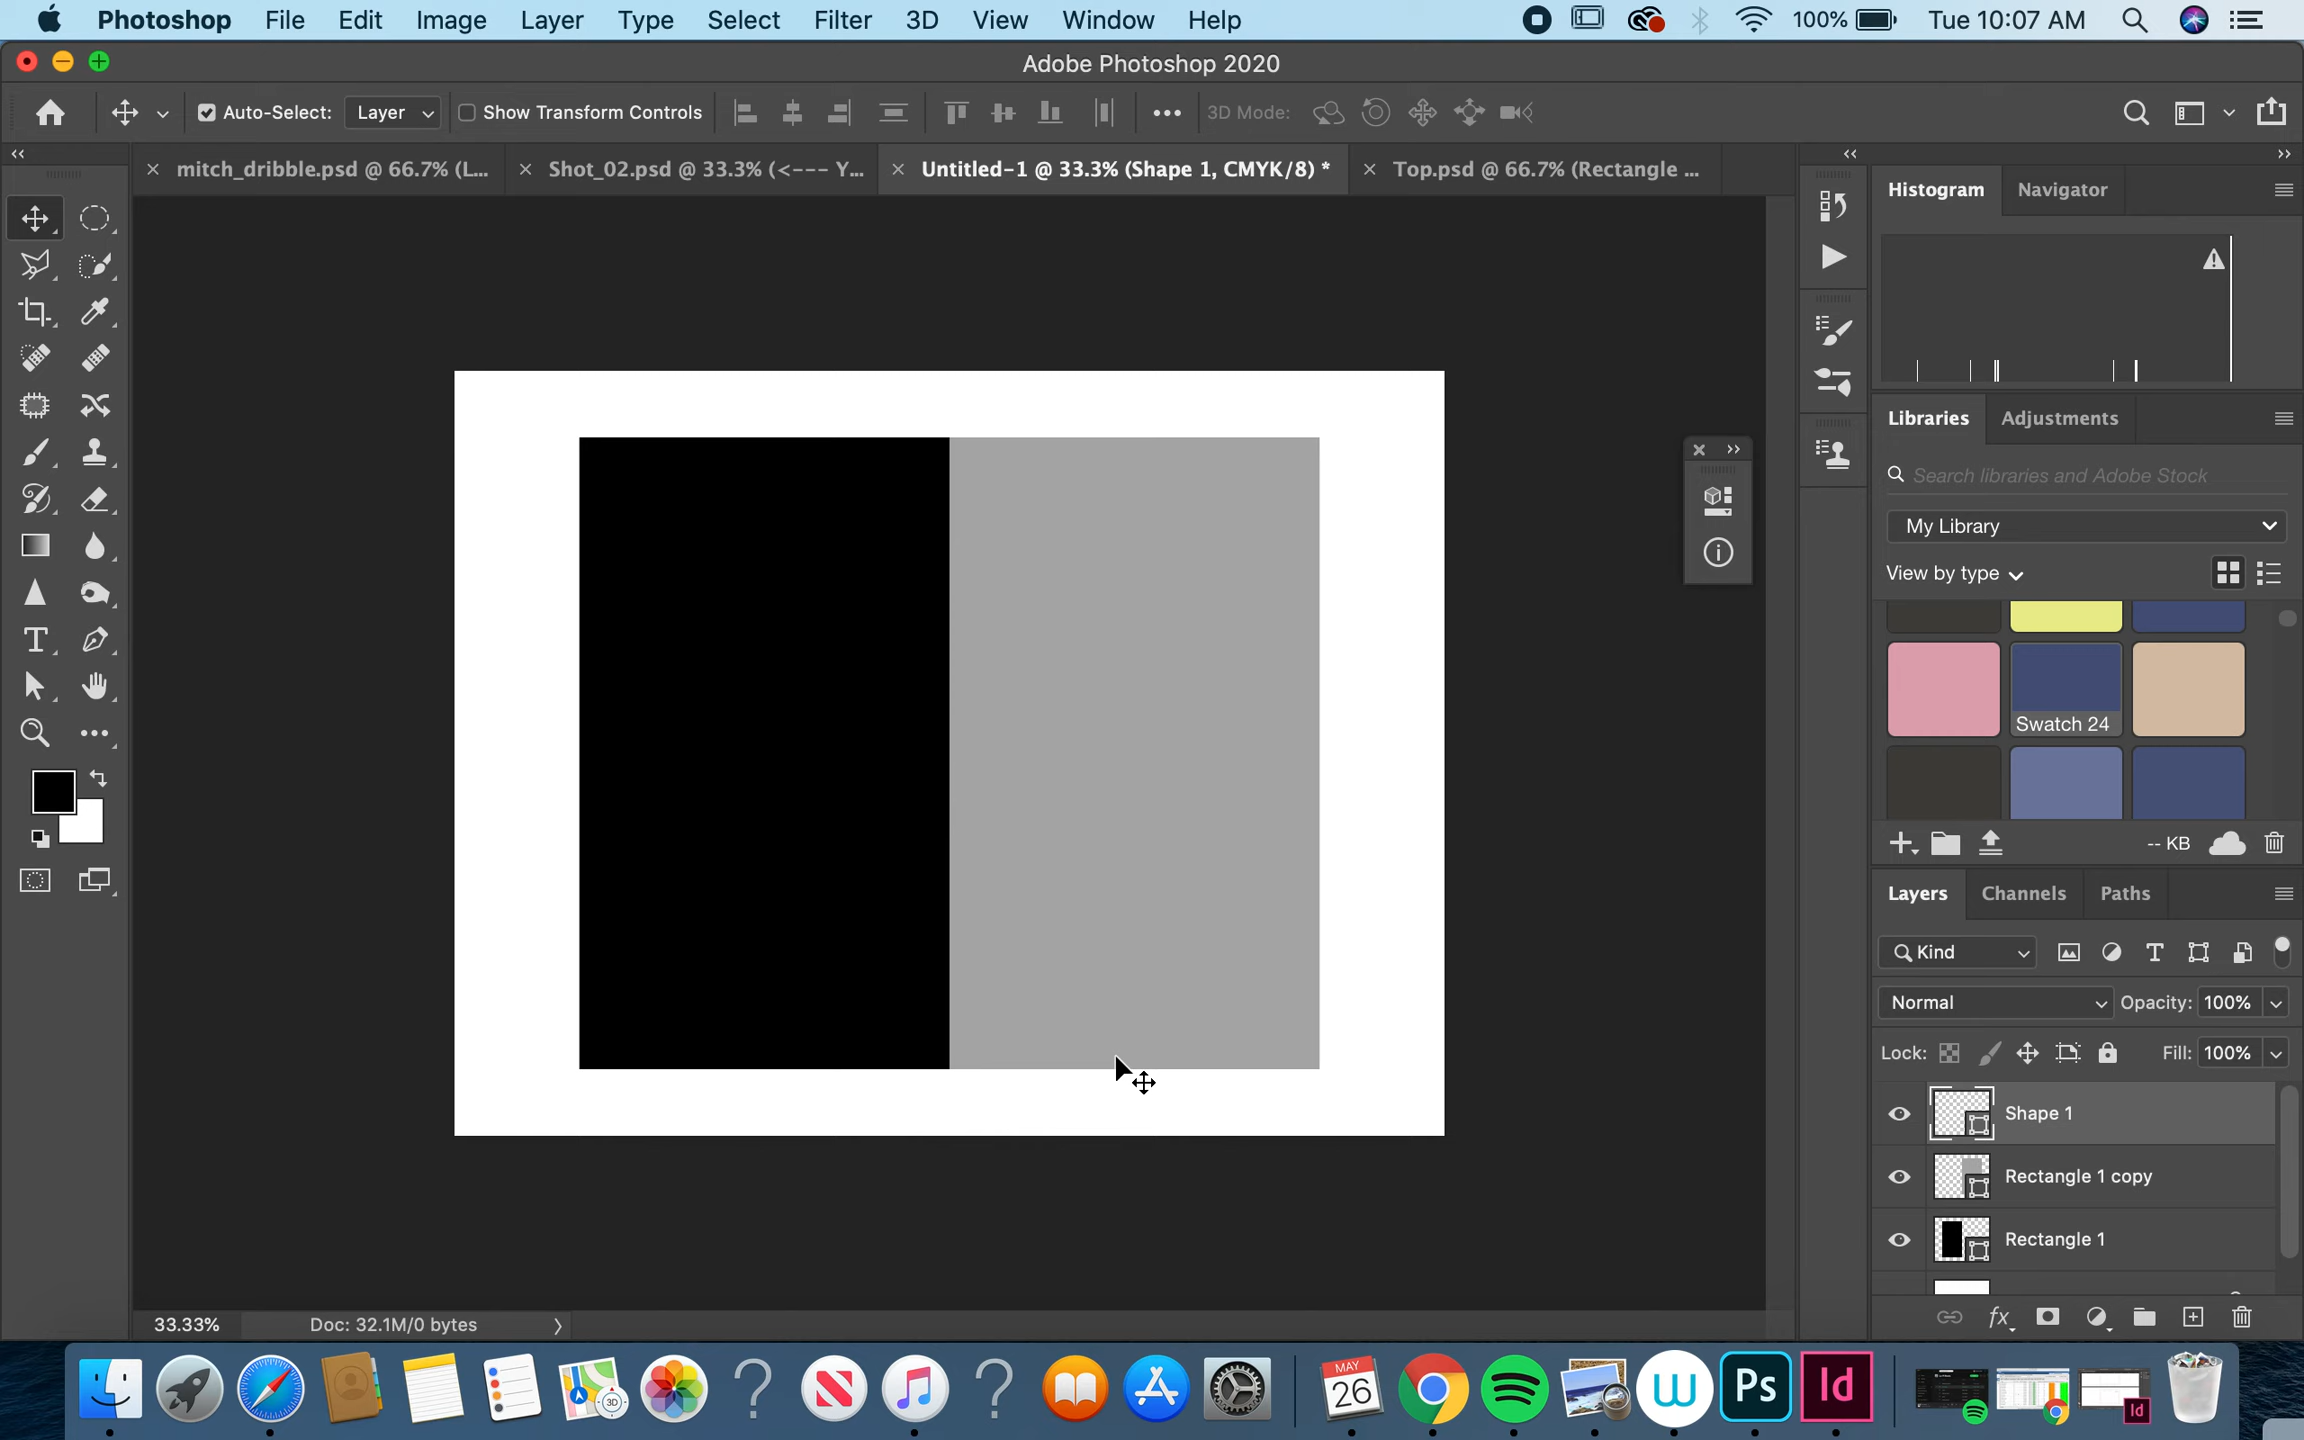 Photoshop File Edit Image Layer Type Select Filter 3D View Window Help 100% Tue 10:07 AM
Adobe Photoshop 2020
Auto-Select: Layer Show Transform Controls 3D Mode:
mitch_dribble.psd @ 66.7% (L... Shot_02.psd @ 33.3% (<--- Y... Untitled-1 @ 33.3% (Shape 1, CMYK/8) * Top.psd @ 66.7% (Rectangle ...
Histogram Navigator
Libraries Adjustments
Search libraries and Adobe Stock
My Library
View by type
Swatch 24
-- KB
Layers Channels Paths
Kind
Normal Opacity: 100%
Lock: Fill: 100%
Shape 1
Rectangle 1 copy
Rectangle 1
33.33% Doc: 32.1M/0 bytes
MAY
26
3D
Ps
Id
Id